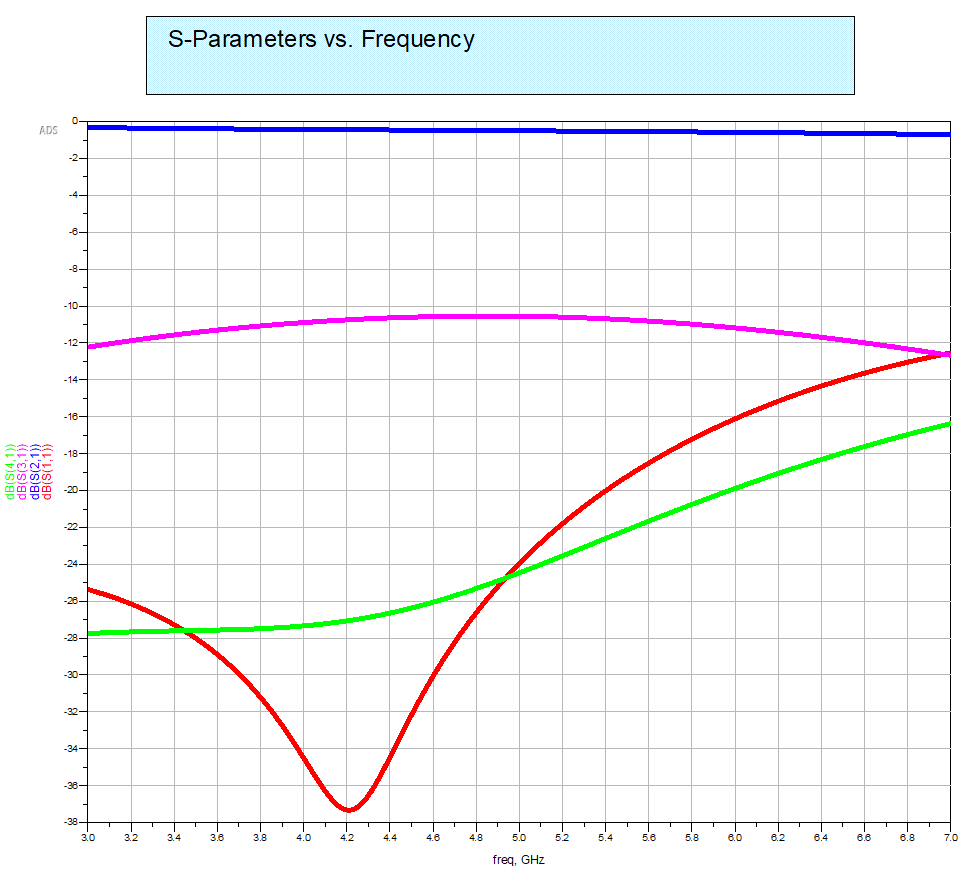 S-Parameters vs. Frequency
ADS
0
-2
-4
-6
-8
-10
-12
-14
-16
-18
-20
-22
-24
-26
-28
-30
-32
-34
-36
-38
dB(S(4,1))
dB(S(3,1))
dB(S(2,1))
dB(S(1,1))
3.0 3.2 3.4 3.6 3.8 4.0 4.2 4.4 4.6 4.8 5.0 5.2 5.4 5.6 5.8 6.0 6.2 6.4 6.6 6.8 7.0
freq, GHz